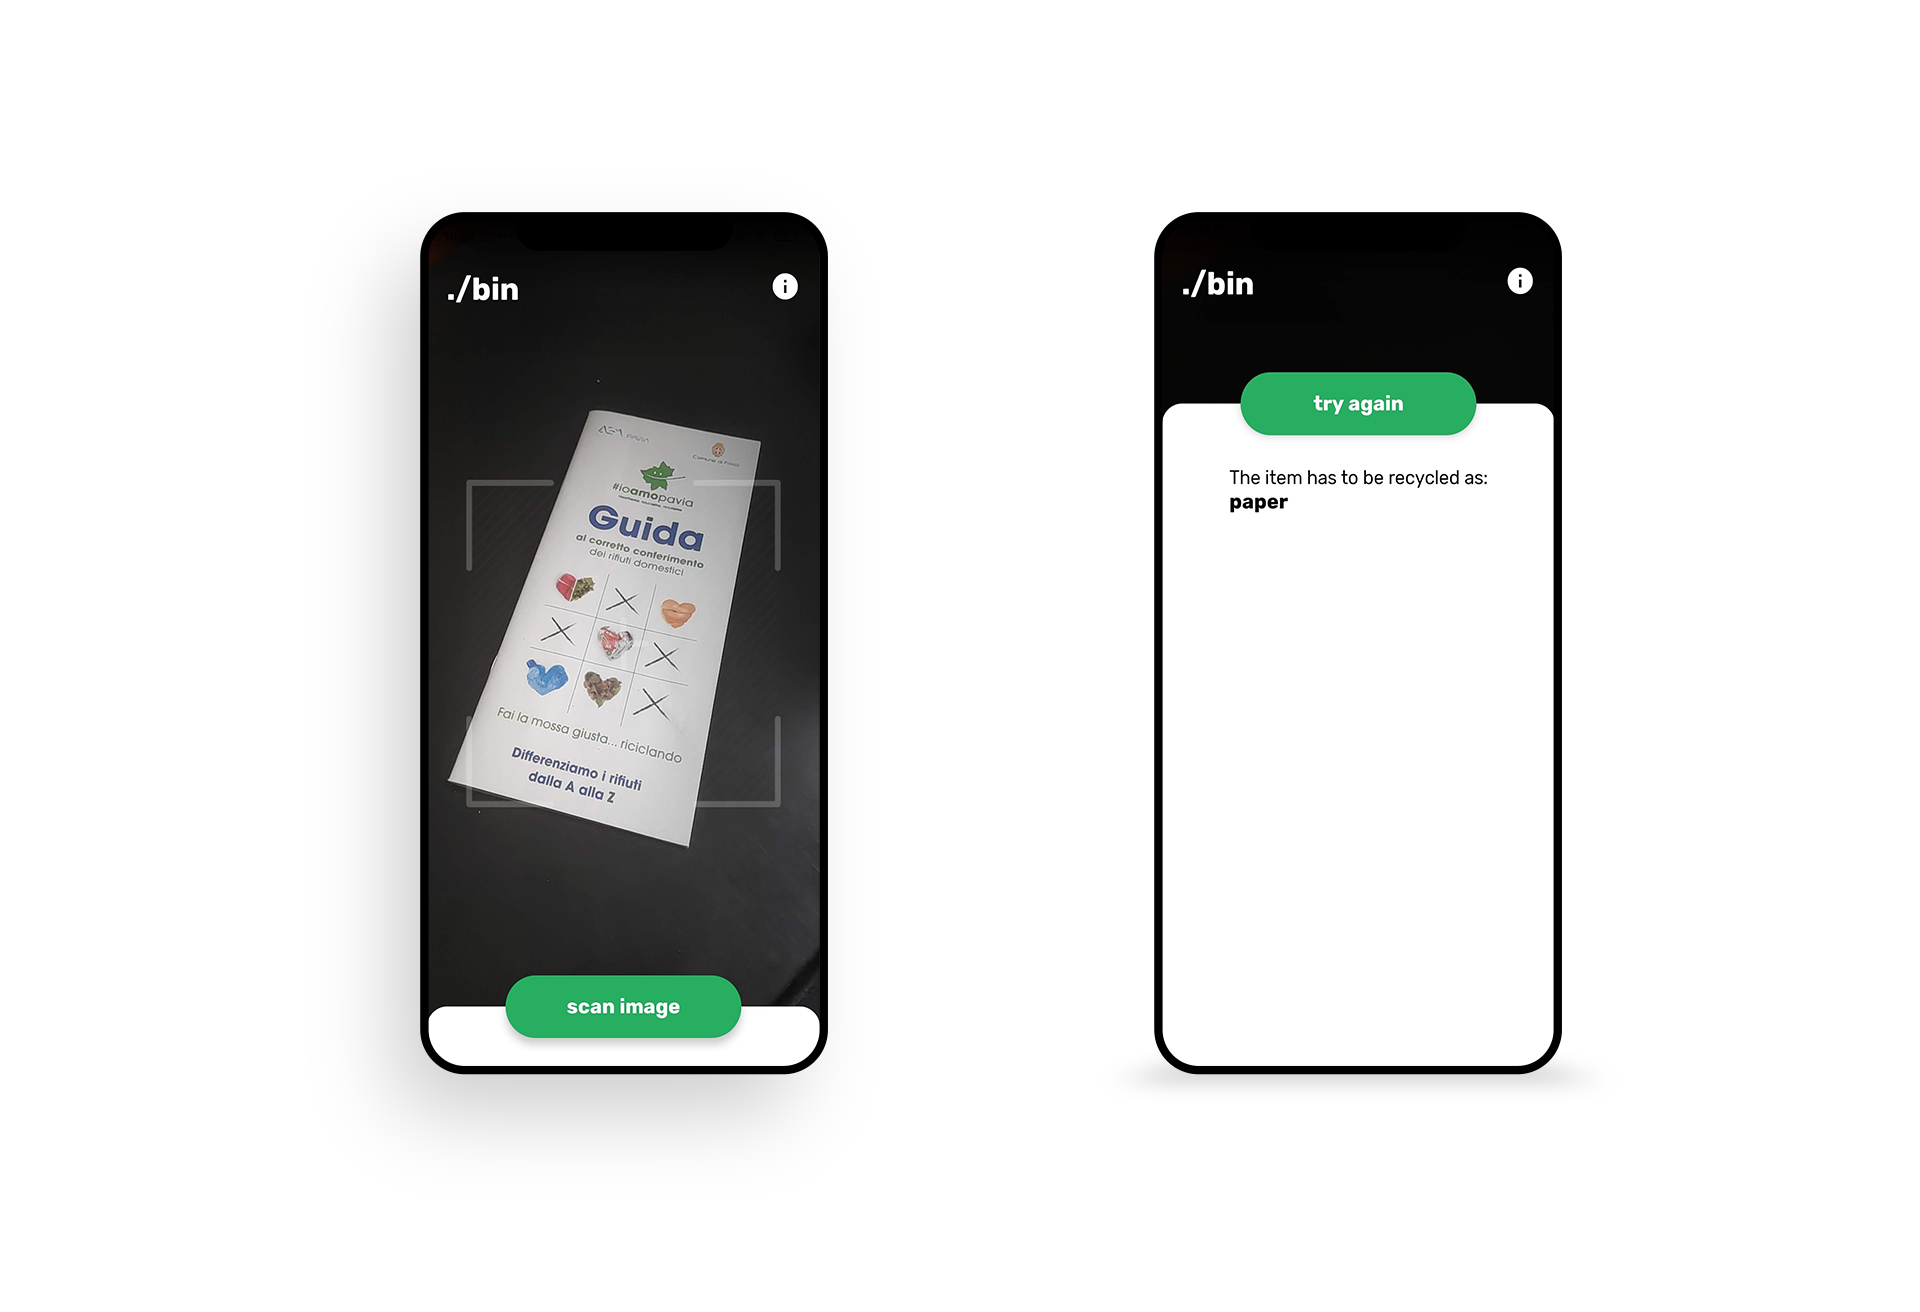 ./bin
ASM PAVIA
Comune di Pavia
#ioamopavia
Guida
al corretto conferimento
dei rifiuti domestici
Fai la mossa giusta... riciclando
Differenziamo i rifiuti
dalla A alla Z
scan image
./bin
try again
The item has to be recycled as:
paper